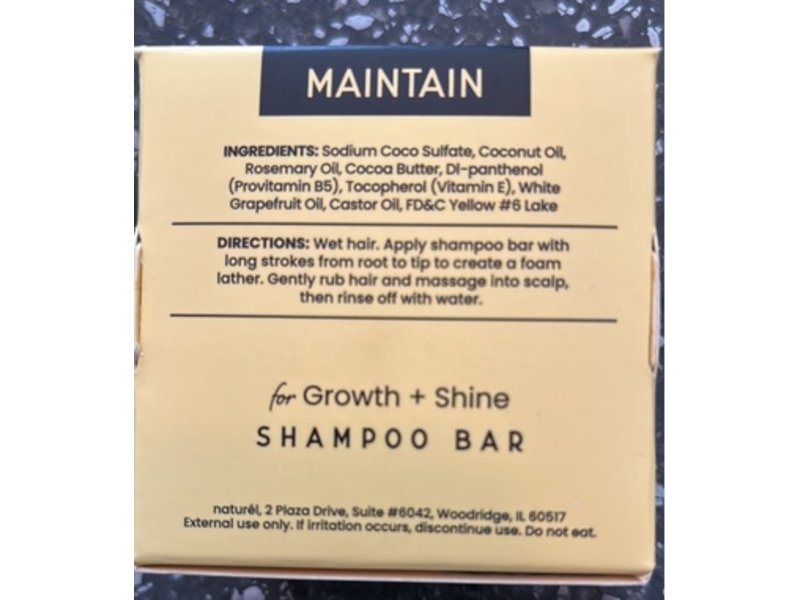 MAINTAIN
INGREDIENTS: Sodium Coco Sulfate, Coconut Oil,
Rosemary Oil, Cocoa Butter, Dl-panthenol
(Provitamin B5), Tocopherol (Vitamin E), White
Grapefruit Oil, Castor Oil, FD&C Yellow #6 Lake
DIRECTIONS: Wet hair. Apply shampoo bar with
long strokes from root to tip to create a foam
lather. Gently rub hair and massage into scalp,
then rinse off with water.
for Growth + Shine
SHAMPOO BAR
naturél, 2 Plaza Drive, Suite #6042, Woodridge, IL 60517
External use only. If irritation occurs, discontinue use. Do not eat.